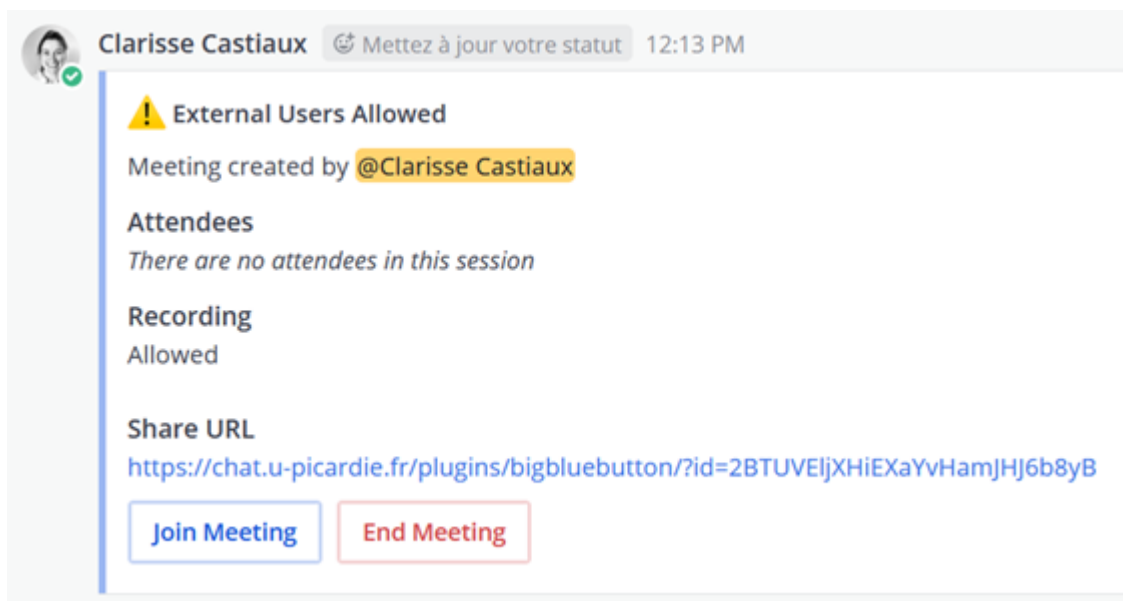 Clarisse Castiaux Mettez à jour votre statut 12:13 PM
External Users Allowed
Meeting created by @Clarisse Castiaux
Attendees
There are no attendees in this session
Recording
Allowed
Share URL
https://chat.u-picardie.fr/plugins/bigbluebutton/?id=2BTUVEljXHiEXaYvHamJHJ6b8yB
Join Meeting End Meeting